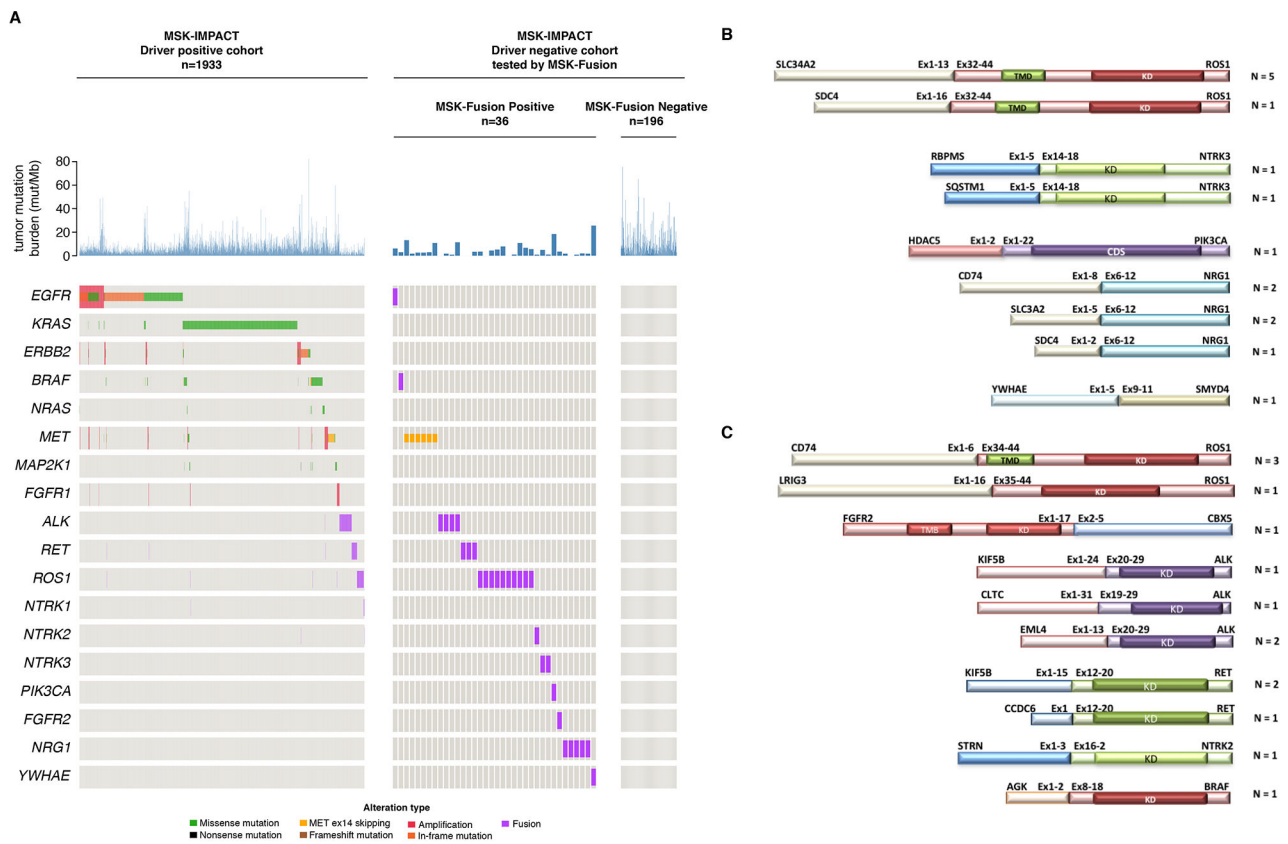 A
MSK-IMPACT
Driver positive cohort
n=1933
MSK-IMPACT
Driver negative cohort
tested by MSK-Fusion
MSK-Fusion Positive
n=36
MSK-Fusion Negative
n=196
tumor mutation
burden (mut/Mb)
80
60
40
20
0
EGFR
KRAS
ERBB2
BRAF
NRAS
MET
MAP2K1
FGFR1
ALK
RET
ROS1
NTRK1
NTRK2
NTRK3
PIK3CA
FGFR2
NRG1
YWHAE
Alteration type
Missense mutation
MET ex14 skipping
Amplification
Fusion
Nonsense mutation
Frameshift mutation
In-frame mutation
B
SLC34A2 Ex1-13 Ex32-44 ROS1
TMD KD N = 5
SDC4 Ex1-16 Ex32-44 ROS1
TMD KD N = 1
RBPMS Ex1-5 Ex14-18 NTRK3
KD N = 1
SQSTM1 Ex1-5 Ex14-18 NTRK3
KD N = 1
HDAC5 Ex1-2 Ex1-22 PIK3CA
CDS N = 1
CD74 Ex1-8 Ex6-12 NRG1
N = 2
SLC3A2 Ex1-5 Ex6-12 NRG1
N = 2
SDC4 Ex1-2 Ex6-12 NRG1
N = 1
YWHAE Ex1-5 Ex9-11 SMYD4
N = 1
C
CD74 Ex1-6 Ex34-44 ROS1
TMD KD N = 3
LRIG3 Ex1-16 Ex35-44 ROS1
KD N = 1
FGFR2 Ex1-17 Ex2-5 CBX5
TMB KD N = 1
KIF5B Ex1-24 Ex20-29 ALK
KD N = 1
CLTC Ex1-31 Ex19-29 ALK
KD N = 1
EML4 Ex1-13 Ex20-29 ALK
KD N = 2
KIF5B Ex1-15 Ex12-20 RET
KD N = 2
CCDC6 Ex1 Ex12-20 RET
KD N = 1
STRN Ex1-3 Ex16-2 NTRK2
KD N = 1
AGK Ex1-2 Ex8-18 BRAF
KD N = 1